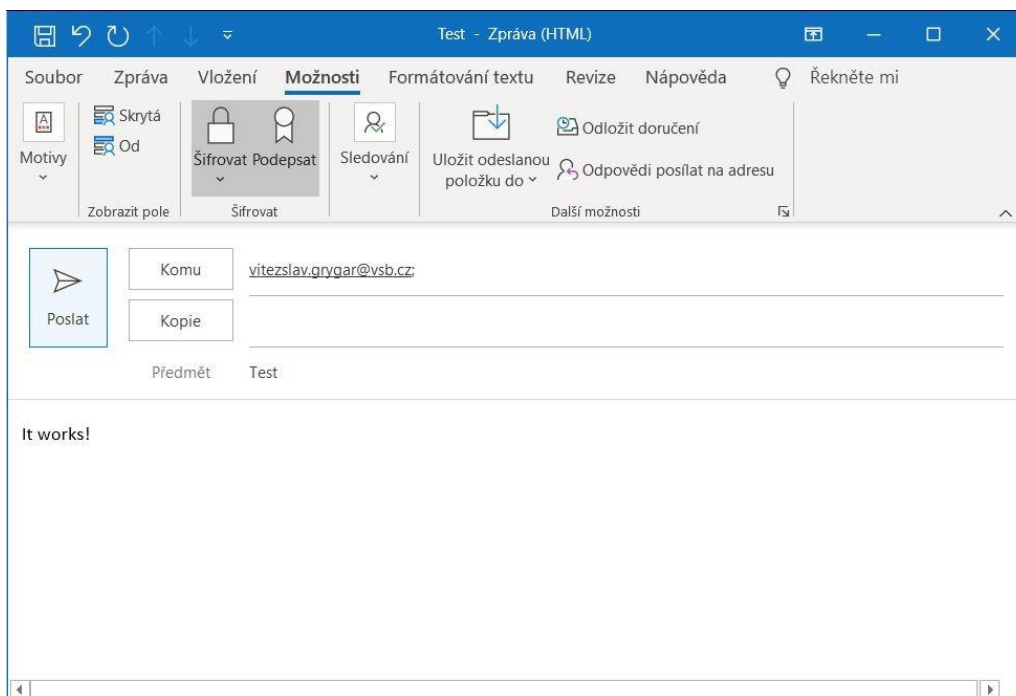 Test - Zpráva (HTML)
Soubor Zpráva Vložení Možnosti Formátování textu Revize Nápověda Řekněte mi
Motivy
Skrytá
Od
Zobrazit pole
Šifrovat Podepsat
Šifrovat
Sledování
Uložit odeslanou
položku do
Odložit doručení
Odpovědi posílat na adresu
Další možnosti
Poslat
Komu vitezslav.grygar@vsb.cz;
Kopie
Předmět Test
It works!